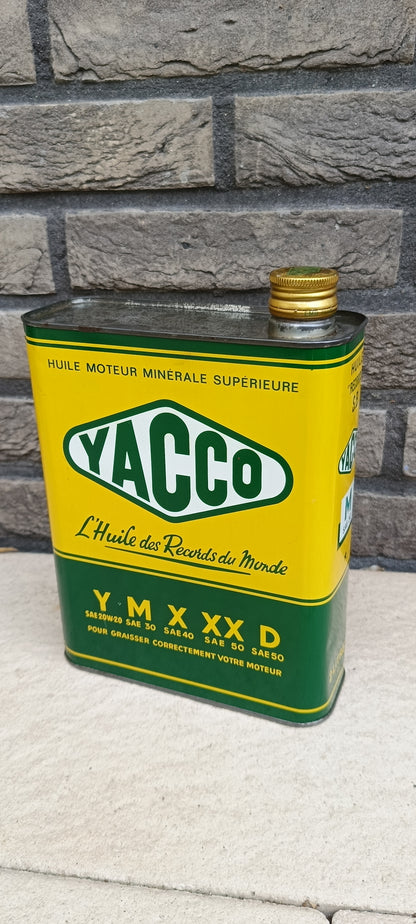 HUILE MOTEUR MINÉRALE SUPÉRIEURE
YACCO
L'Huile des Records du Monde
Y M X XX D
SAE 20W20 SAE 30 SAE 40 SAE 50 SAE 50
POUR GRAISSER CORRECTEMENT VOTRE MOTEUR